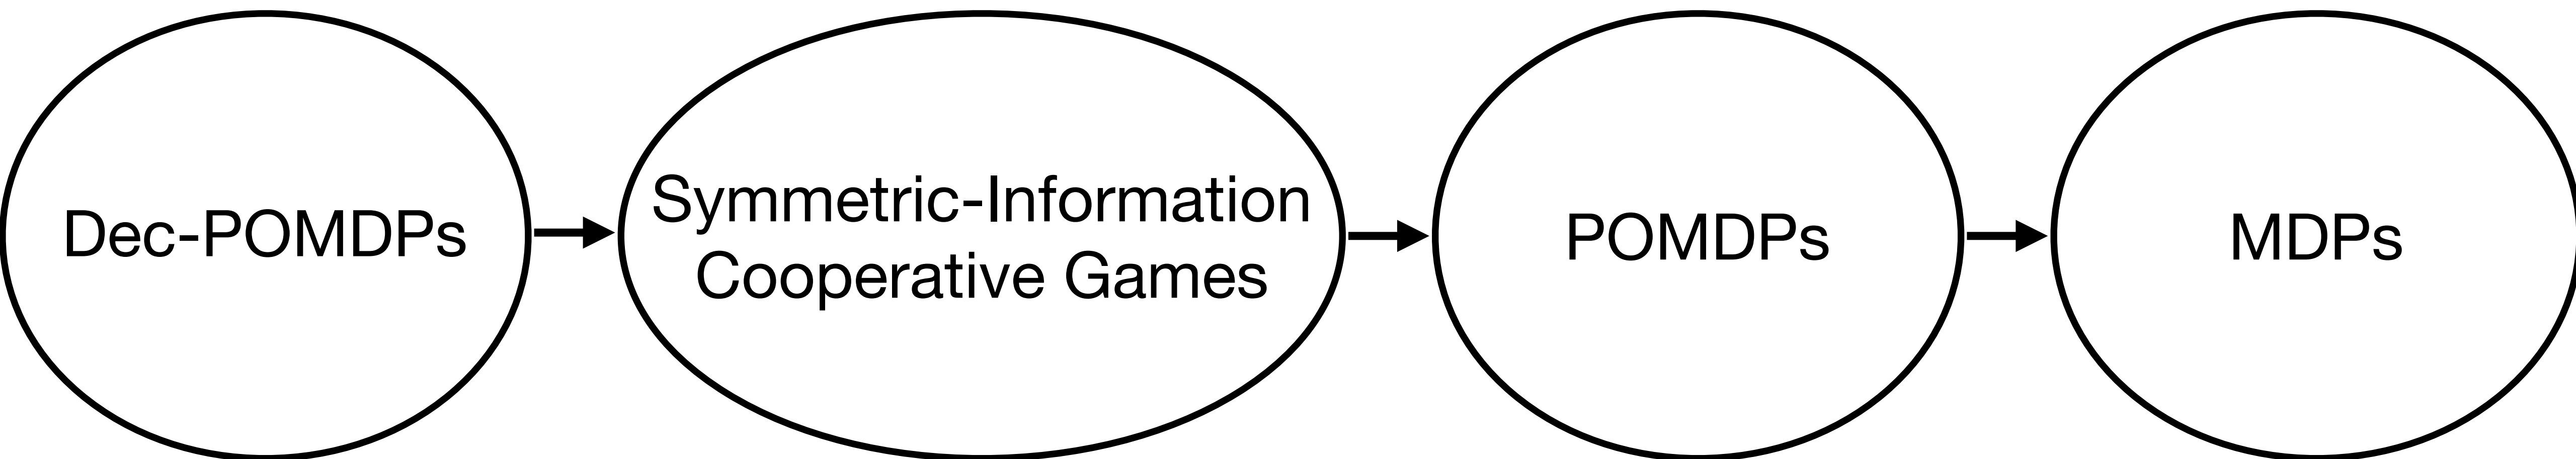 Dec-POMDPs
Symmetric-Information
Cooperative Games
POMDPs
MDPs